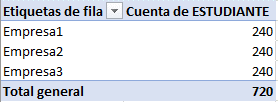 Etiquetas de fila Cuenta de ESTUDIANTE
Empresa1 240
Empresa2 240
Empresa3 240
Total general 720